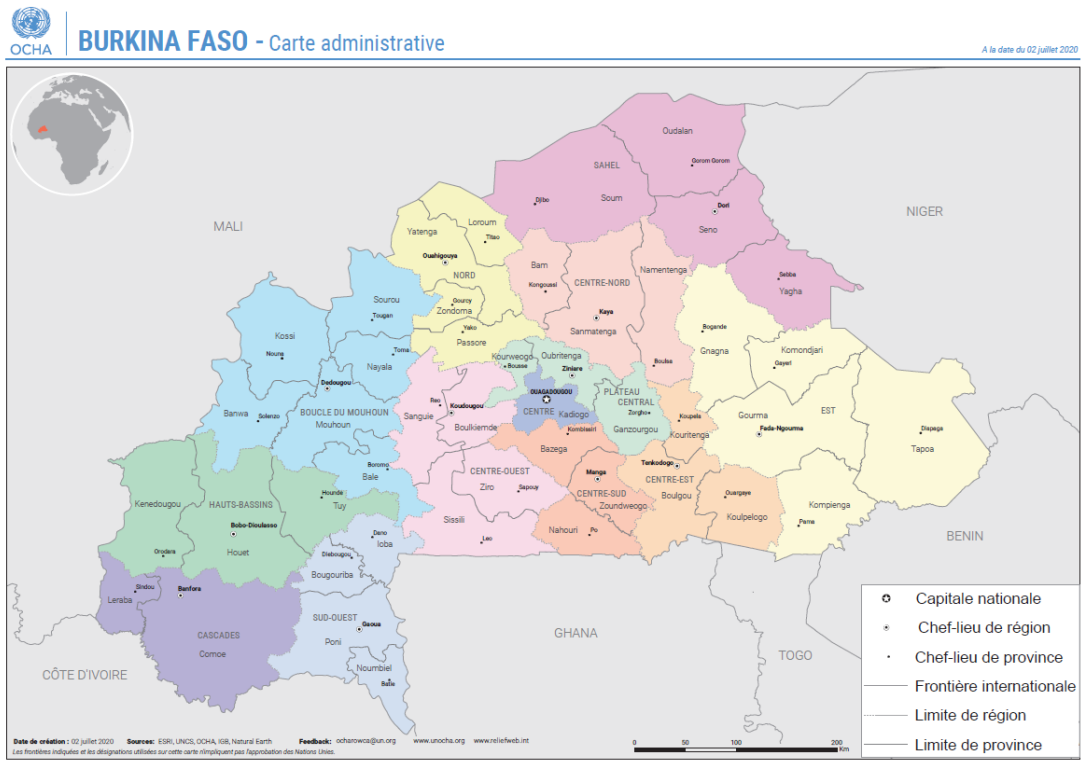 OCHA
BURKINA FASO - Carte administrative
A la date du 02 juillet 2020
MALI
NIGER
BENIN
TOGO
GHANA
CÔTE D'IVOIRE
SAHEL
Oudalan
Gorom Gorom
Soum
Djibo
Dori
Seno
Sebba
Yagha
Loroum
Titao
Yatenga
Ouahigouya
NORD
Gourcy
Zondoma
Yako
Passore
Bam
Kongoussi
CENTRE-NORD
Namentenga
Kaya
Sanmatenga
Boulsa
Sourou
Tougan
Kossi
Nouna
Toma
Nayala
Dedougou
BOUCLE DU MOUHOUN
Mouhoun
Banwa
Solenzo
Boromo
Bale
Kourweogo
Bousse
Oubritenga
Ziniare
PLATEAU
CENTRAL
Zorgho
Ganzourgou
OUAGADOUGOU
CENTRE
Kadiogo
Kombissiri
Bazega
Reo
Sanguie
Koudougou
Boulkiemde
CENTRE-OUEST
Ziro
Sapouy
Sissili
Leo
Manga
CENTRE-SUD
Zoundweogo
Nahouri
Po
Koupela
Kouritenga
Tenkodogo
CENTRE-EST
Boulgou
Ouargaye
Koulpelogo
Bogande
Gnagna
Komondjari
Gayeri
EST
Gourma
Fada-Ngourma
Diapaga
Tapoa
Kompienga
Pama
Kenedougou
HAUTS-BASSINS
Bobo-Dioulasso
Orodara
Houet
Hounde
Tuy
Dano
Ioba
Diebougou
Bougouriba
SUD-OUEST
Gaoua
Poni
Noumbiel
Batie
Leraba
Sindou
Banfora
CASCADES
Comoe
Capitale nationale
Chef-lieu de région
Chef-lieu de province
Frontière internationale
Limite de région
Limite de province
Date de création : 02 juillet 2020 Sources: ESRI, UNCS, OCHA, IGB, Natural Earth Feedback: ocharowca@un.org www.unocha.org www.reliefweb.int
Les frontières indiquées et les désignations utilisées sur cette carte n'impliquent pas l'approbation des Nations Unies.
0 50 100 200
Km